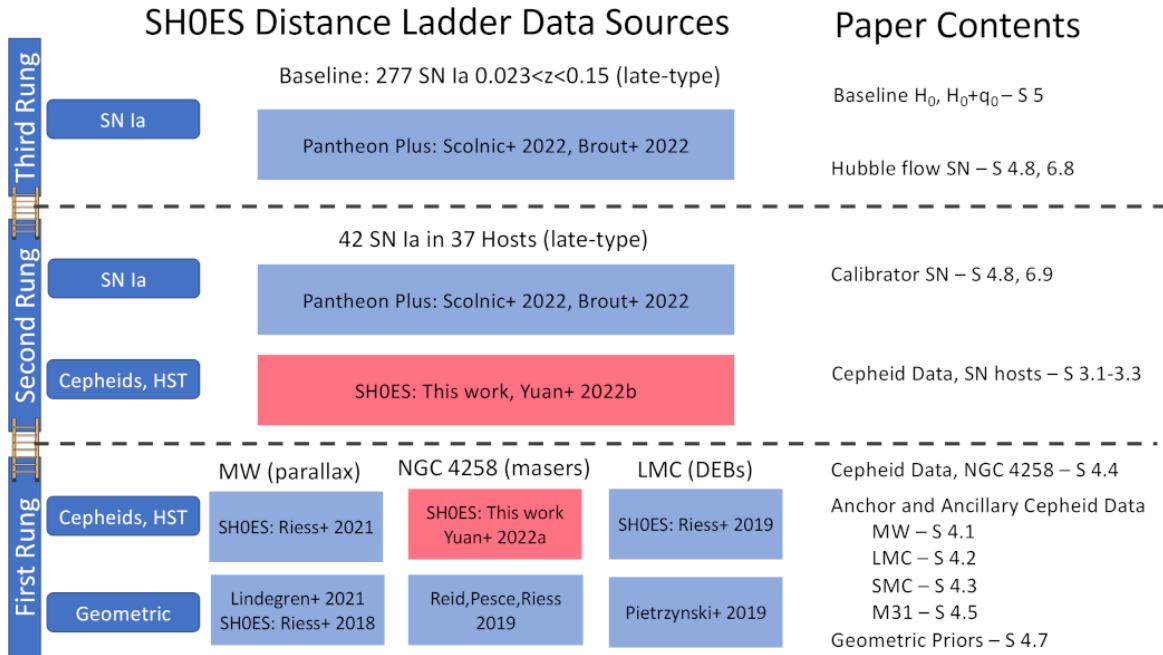 SH0ES Distance Ladder Data Sources
Paper Contents
Third Rung
Baseline: 277 SN Ia 0.023<z<0.15 (late-type)
SN Ia
Pantheon Plus: Scolnic+ 2022, Brout+ 2022
Baseline H₀, H₀+q₀ – S 5
Hubble flow SN – S 4.8, 6.8
Second Rung
42 SN Ia in 37 Hosts (late-type)
SN Ia
Pantheon Plus: Scolnic+ 2022, Brout+ 2022
Calibrator SN – S 4.8, 6.9
Cepheids, HST
SH0ES: This work, Yuan+ 2022b
Cepheid Data, SN hosts – S 3.1-3.3
First Rung
MW (parallax)
NGC 4258 (masers)
LMC (DEBs)
Cepheids, HST
SH0ES: Riess+ 2021
SH0ES: This work
Yuan+ 2022a
SH0ES: Riess+ 2019
Geometric
Lindegren+ 2021
SH0ES: Riess+ 2018
Reid,Pesce,Riess
2019
Pietrzynski+ 2019
Cepheid Data, NGC 4258 – S 4.4
Anchor and Ancillary Cepheid Data
MW – S 4.1
LMC – S 4.2
SMC – S 4.3
M31 – S 4.5
Geometric Priors – S 4.7